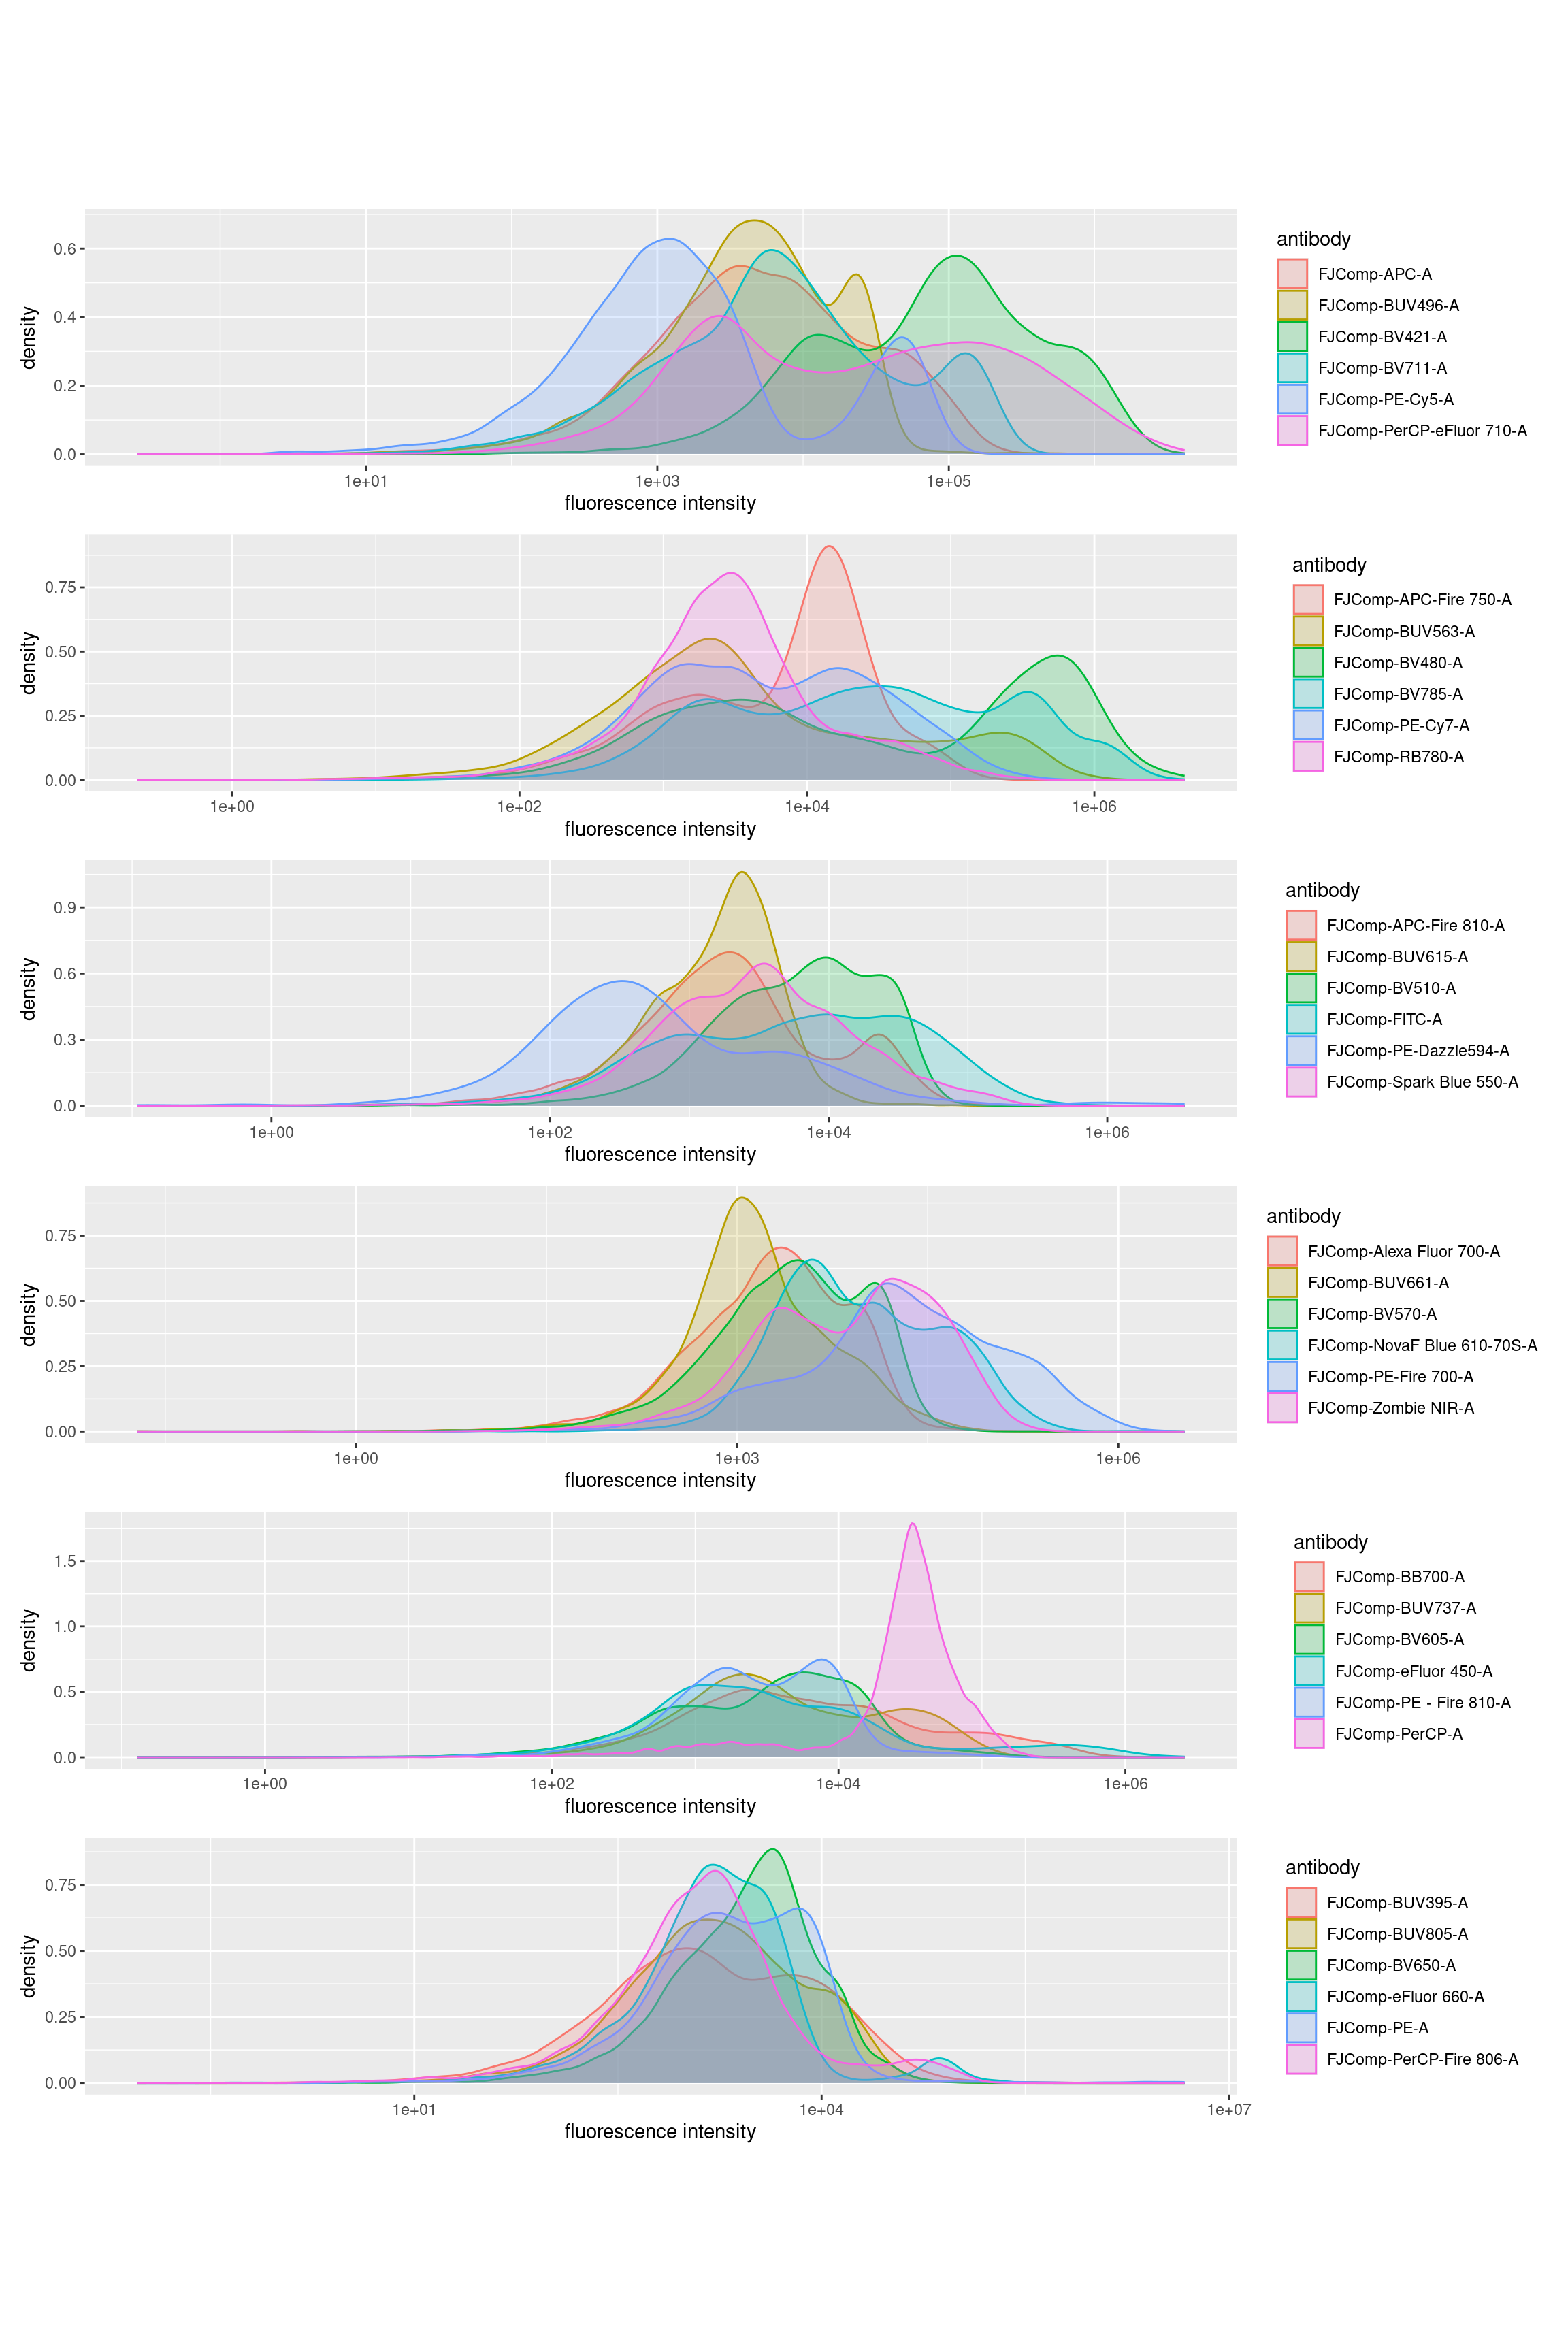 antibody
0.6
FJComp-APC-A
FJComp-BUV496-A
0.4
FJComp-BV421-A
density
FJComp-BV711-A
0.2
FJComp-PE-Cy5-A
FJComp-PerCP-eFluor 710-A
0.0
1e+01 1e+03 1e+05
fluorescence intensity
antibody
0.75
FJComp-APC-Fire 750-A
FJComp-BUV563-A
0.50
FJComp-BV480-A
density
FJComp-BV785-A
0.25
FJComp-PE-Cy7-A
FJComp-RB780-A
0.00
1e+00 1e+02 1e+04 1e+06
fluorescence intensity
antibody
0.9
FJComp-APC-Fire 810-A
FJComp-BUV615-A
0.6
FJComp-BV510-A
density
FJComp-FITC-A
0.3
FJComp-PE-Dazzle594-A
FJComp-Spark Blue 550-A
0.0
1e+00 1e+02 1e+04 1e+06
fluorescence intensity
antibody
0.75
FJComp-Alexa Fluor 700-A
FJComp-BUV661-A
0.50
FJComp-BV570-A
density
FJComp-NovaF Blue 610-70S-A
0.25
FJComp-PE-Fire 700-A
FJComp-Zombie NIR-A
0.00
1e+00 1e+03 1e+06
fluorescence intensity
antibody
1.5
FJComp-BB700-A
FJComp-BUV737-A
1.0
FJComp-BV605-A
density
FJComp-eFluor 450-A
0.5
FJComp-PE - Fire 810-A
FJComp-PerCP-A
0.0
1e+00 1e+02 1e+04 1e+06
fluorescence intensity
antibody
0.75
FJComp-BUV395-A
FJComp-BUV805-A
0.50
FJComp-BV650-A
density
FJComp-eFluor 660-A
0.25
FJComp-PE-A
FJComp-PerCP-Fire 806-A
0.00
1e+01 1e+04 1e+07
fluorescence intensity